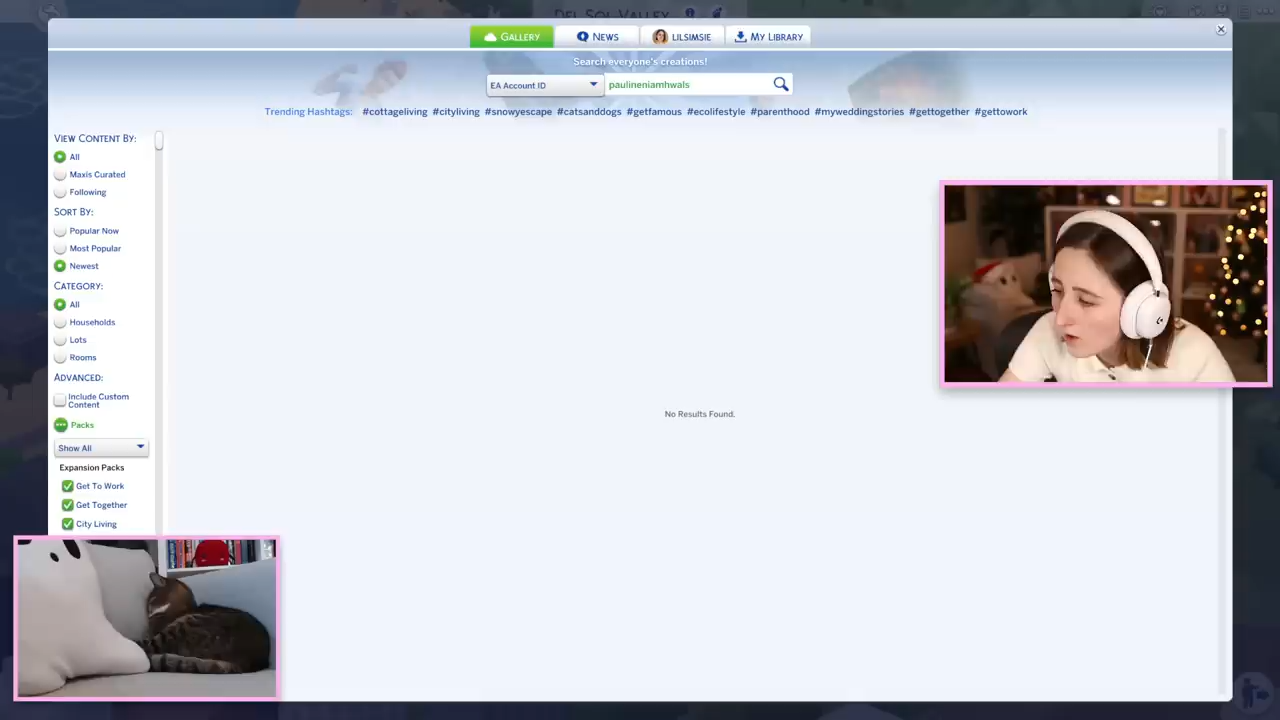 DEL SOL VALLEY
GALLERY
NEWS
LILSIMSIE
MY LIBRARY
Search everyone's creations!
EA Account ID
paulineniamhwals
Trending Hashtags: #cottageliving #cityliving #snowyescape #catsanddogs #getfamous #ecolifestyle #parenthood #myweddingstories #gettogether #gettowork
VIEW CONTENT BY:
All
Maxis Curated
Following
SORT BY:
Popular Now
Most Popular
Newest
CATEGORY:
All
Households
Lots
Rooms
ADVANCED:
Include Custom
Content
Packs
Show All
Expansion Packs
Get To Work
Get Together
City Living
No Results Found.